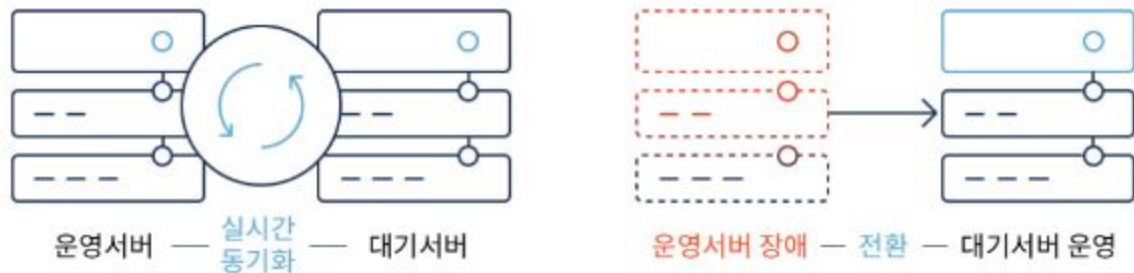 운영서버 — 실시간 동기화 — 대기서버
운영서버 장애 — 전환 — 대기서버 운영